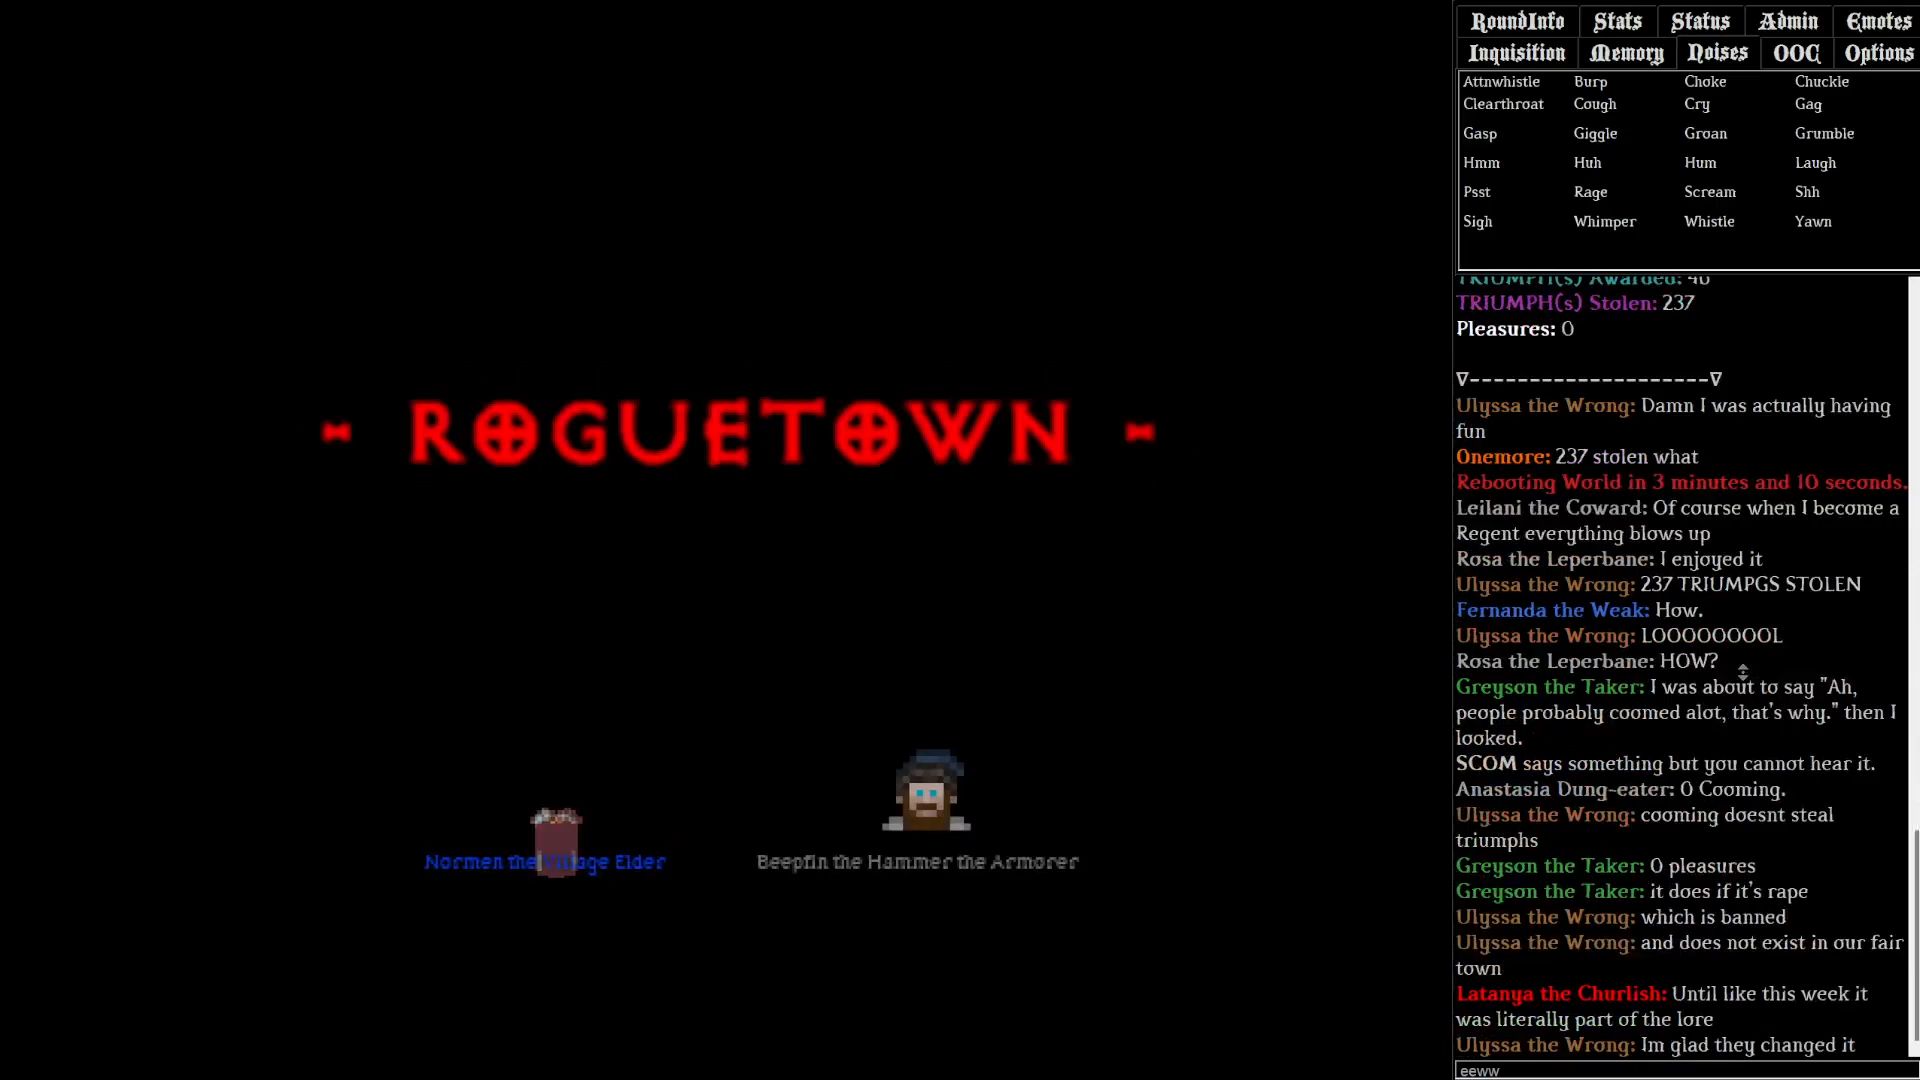 - ROGUETOWN -
Normen the Village Elder
Beepfin the Hammer the Armorer
RoundInfo Stats Status Admin Emotes
Inquisition Memory Noises OOC Options
Attnwhistle Burp Choke Chuckle
Clearthroat Cough Cry Gag
Gasp Giggle Groan Grumble
Hmm Huh Hum Laugh
Psst Rage Scream Shh
Sigh Whimper Whistle Yawn
TRIUMPH(s) Awarded: 40
TRIUMPH(s) Stolen: 237
Pleasures: 0
∇--------------------∇
Ulyssa the Wrong: Damn I was actually having
fun
Onemore: 237 stolen what
Rebooting World in 3 minutes and 10 seconds.
Leilani the Coward: Of course when I become a
Regent everything blows up
Rosa the Leperbane: I enjoyed it
Ulyssa the Wrong: 237 TRIUMPGS STOLEN
Fernanda the Weak: How.
Ulyssa the Wrong: LOOOOOOOOL
Rosa the Leperbane: HOW?
Greyson the Taker: I was about to say "Ah,
people probably coomed alot, that's why." then I
looked.
SCOM says something but you cannot hear it.
Anastasia Dung-eater: 0 Cooming.
Ulyssa the Wrong: cooming doesnt steal
triumphs
Greyson the Taker: 0 pleasures
Greyson the Taker: it does if it's rape
Ulyssa the Wrong: which is banned
Ulyssa the Wrong: and does not exist in our fair
town
Latanya the Churlish: Until like this week it
was literally part of the lore
Ulyssa the Wrong: Im glad they changed it
eeww